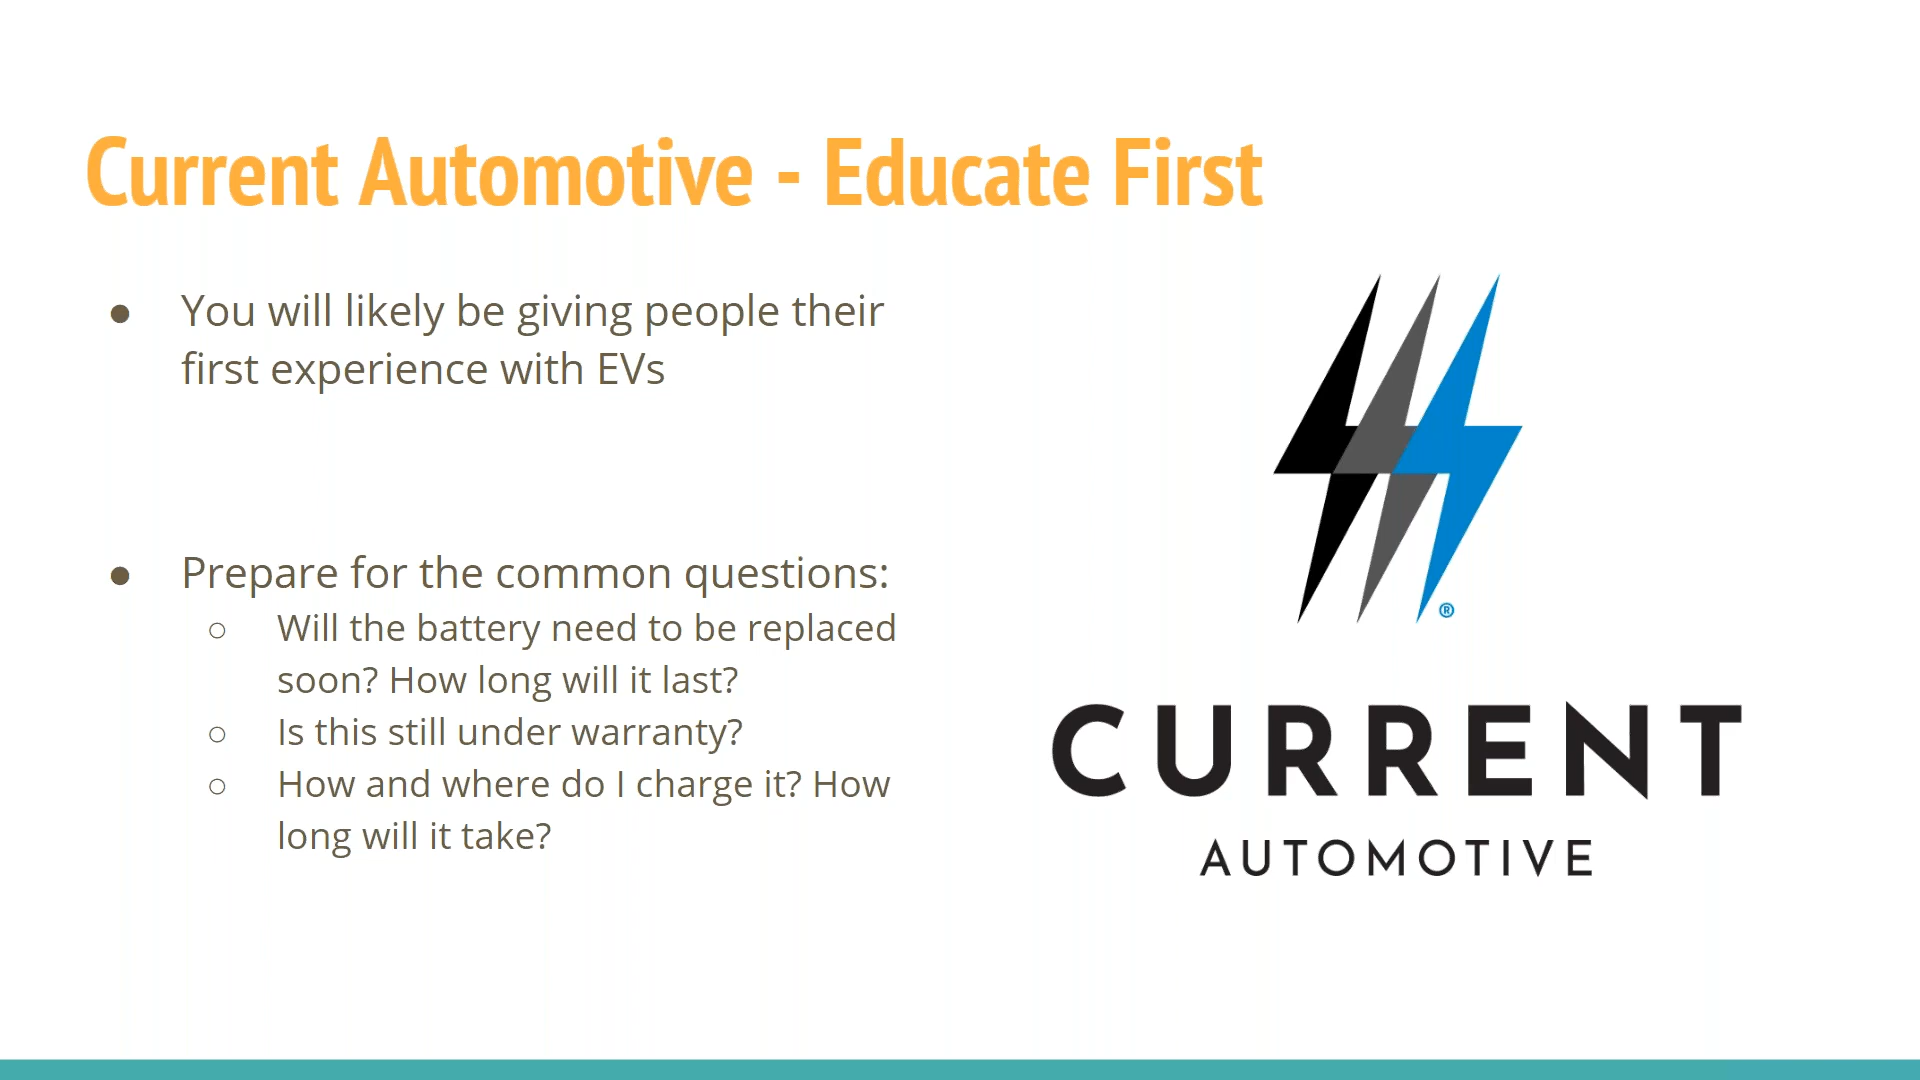 Current Automotive - Educate First
● You will likely be giving people their
first experience with EVs
● Prepare for the common questions:
○ Will the battery need to be replaced
soon? How long will it last?
○ Is this still under warranty?
○ How and where do I charge it? How
long will it take?
®
CURRENT
AUTOMOTIVE